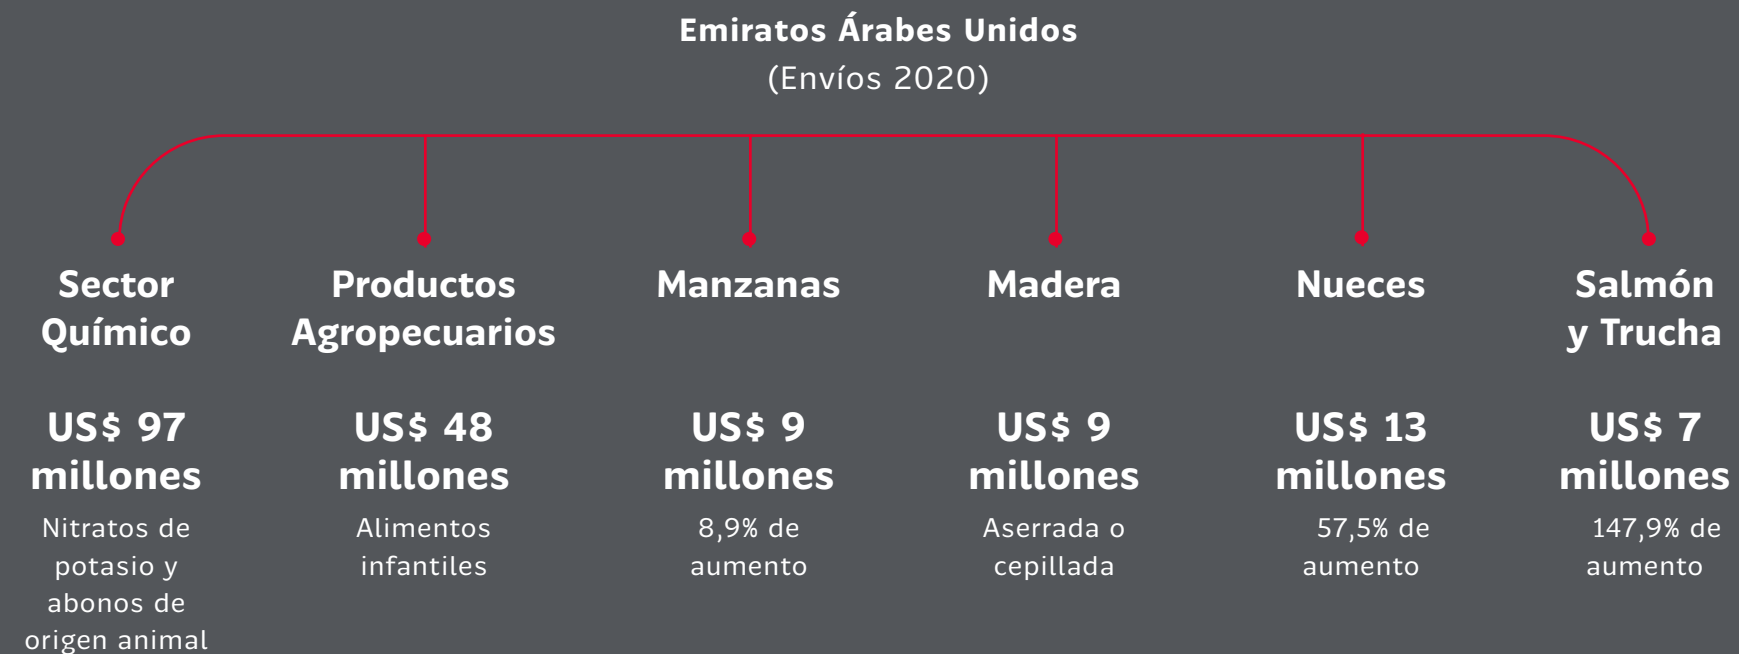 Emiratos Árabes Unidos
(Envíos 2020)
Sector
Químico
US$ 97
millones
Nitratos de
potasio y
abonos de
origen animal
Productos
Agropecuarios
US$ 48
millones
Alimentos
infantiles
Manzanas
US$ 9
millones
8,9% de
aumento
Madera
US$ 9
millones
Aserrada o
cepillada
Nueces
US$ 13
millones
57,5% de
aumento
Salmón
y Trucha
US$ 7
millones
147,9% de
aumento